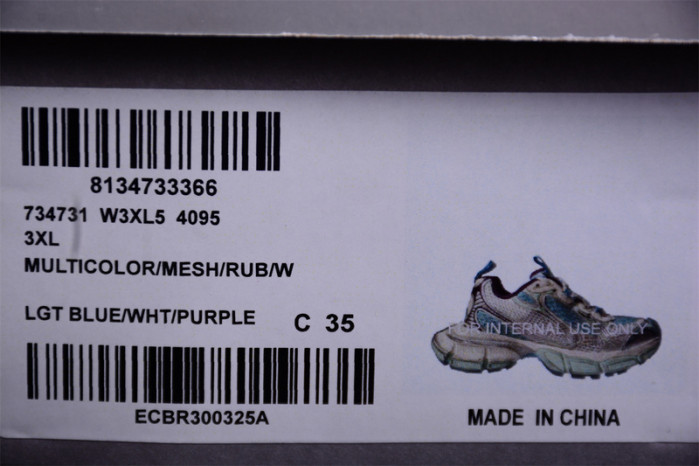 8134733366
734731 W3XL5 4095
3XL
MULTICOLOR/MESH/RUB/W
LGT BLUE/WHT/PURPLE C 35
FOR INTERNAL USE ONLY
ECBR300325A
MADE IN CHINA